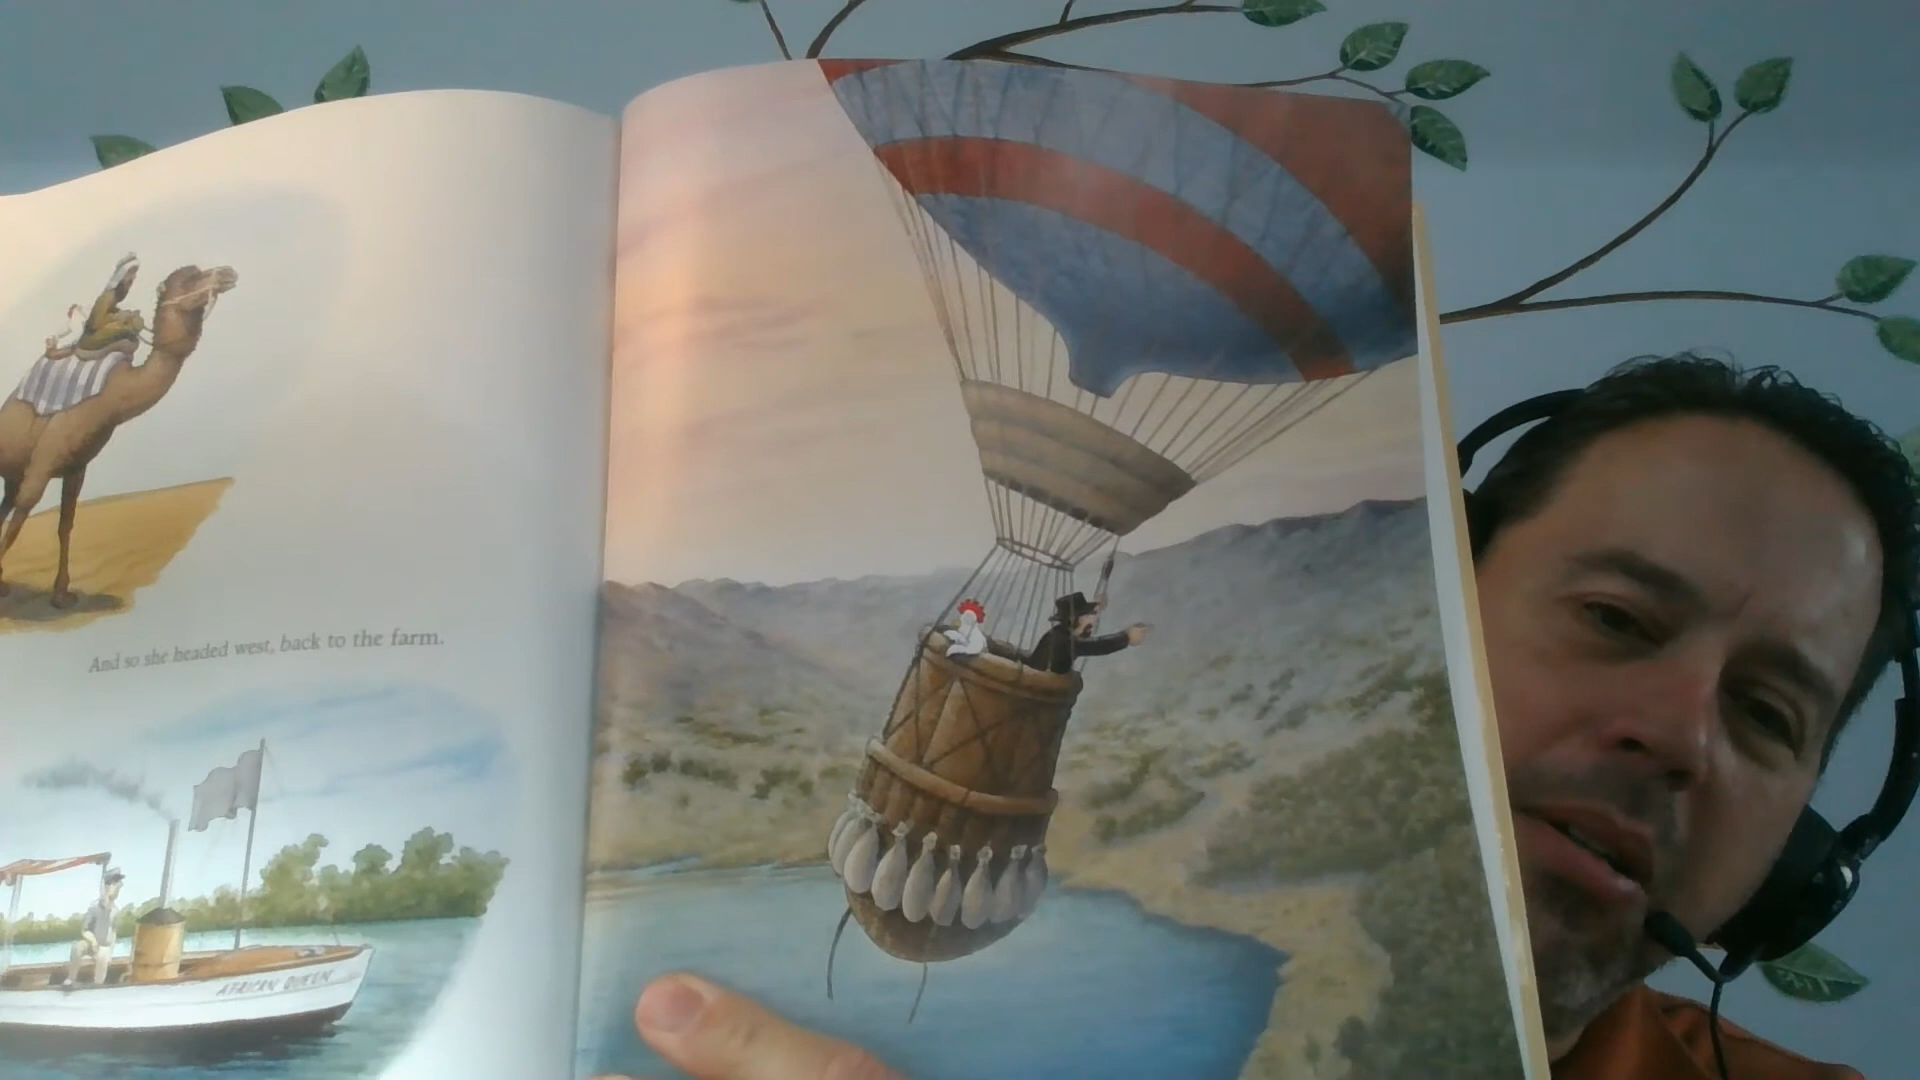 And so she headed west, back to the farm.
AFRICAN QUEEN